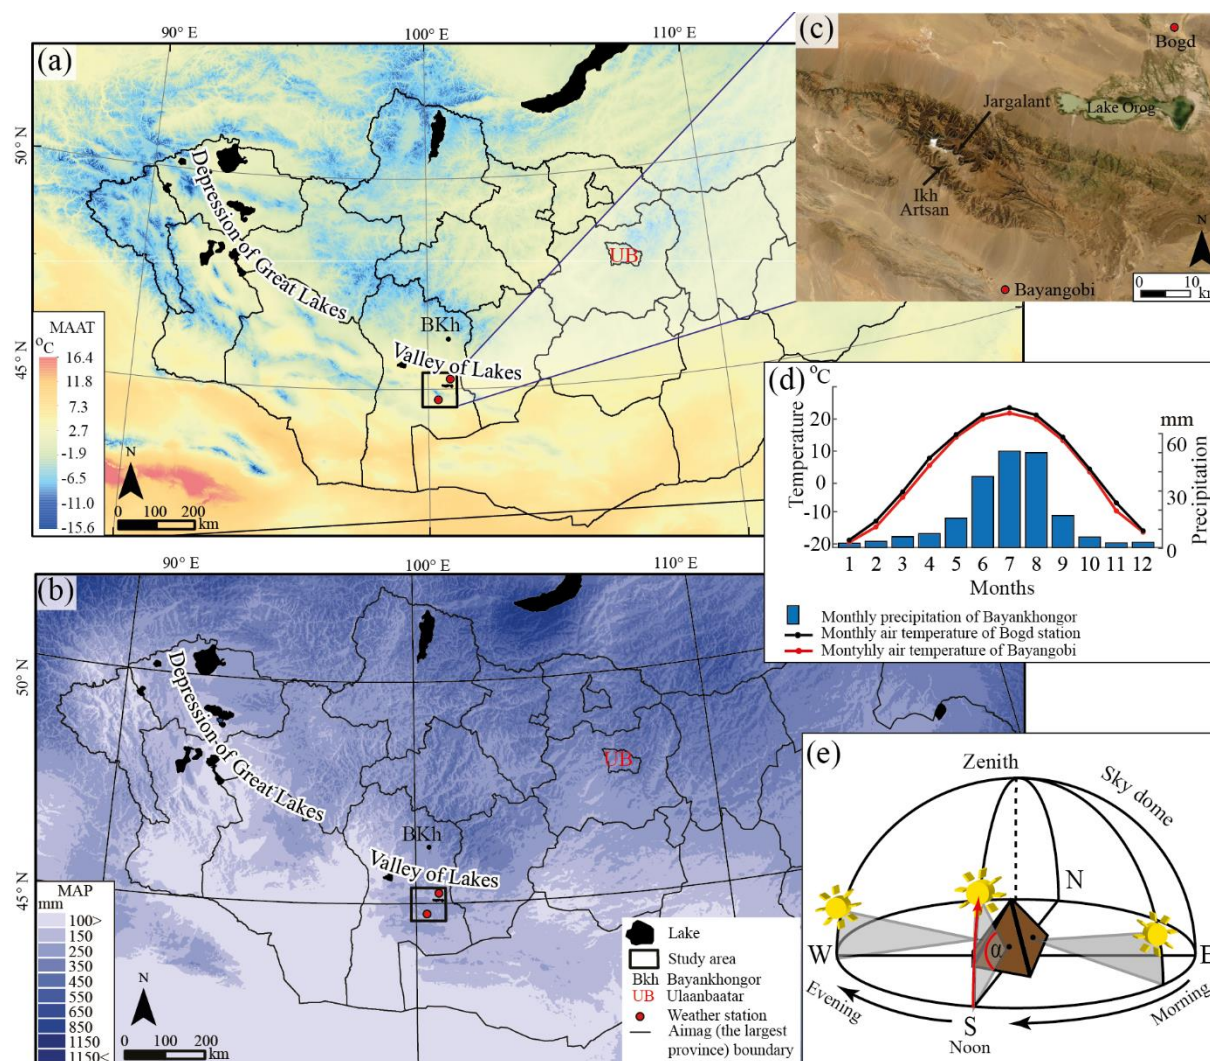 (a)
90° E
100° E
110° E
50° N
45° N
Depression of Great Lakes
UB
BKh
Valley of Lakes
MAAT
°C
16.4
11.8
7.3
2.7
-1.9
-6.5
-11.0
-15.6
N
0 100 200
km
(c)
Bogd
Jargalant
Lake Orog
Ikh
Artsan
Bayangobi
N
0 10
km
(d)
°C
mm
Temperature
20
10
0
-10
-20
60
30
0
Precipitation
1 2 3 4 5 6 7 8 9 10 11 12
Months
Monthly precipitation of Bayankhongor
Monthly air temperature of Bogd station
Montyhly air temperature of Bayangobi
(b)
90° E
100° E
110° E
50° N
45° N
Depression of Great Lakes
UB
BKh
Valley of Lakes
MAP
mm
100>
150
250
350
450
550
650
850
1150
1150<
N
0 100 200
km
Lake
Study area
Bkh Bayankhongor
UB Ulaanbaatar
Weather station
Aimag (the largest
province) boundary
(e)
Zenith
Sky dome
N
W
E
α
S
Evening
Noon
Morning